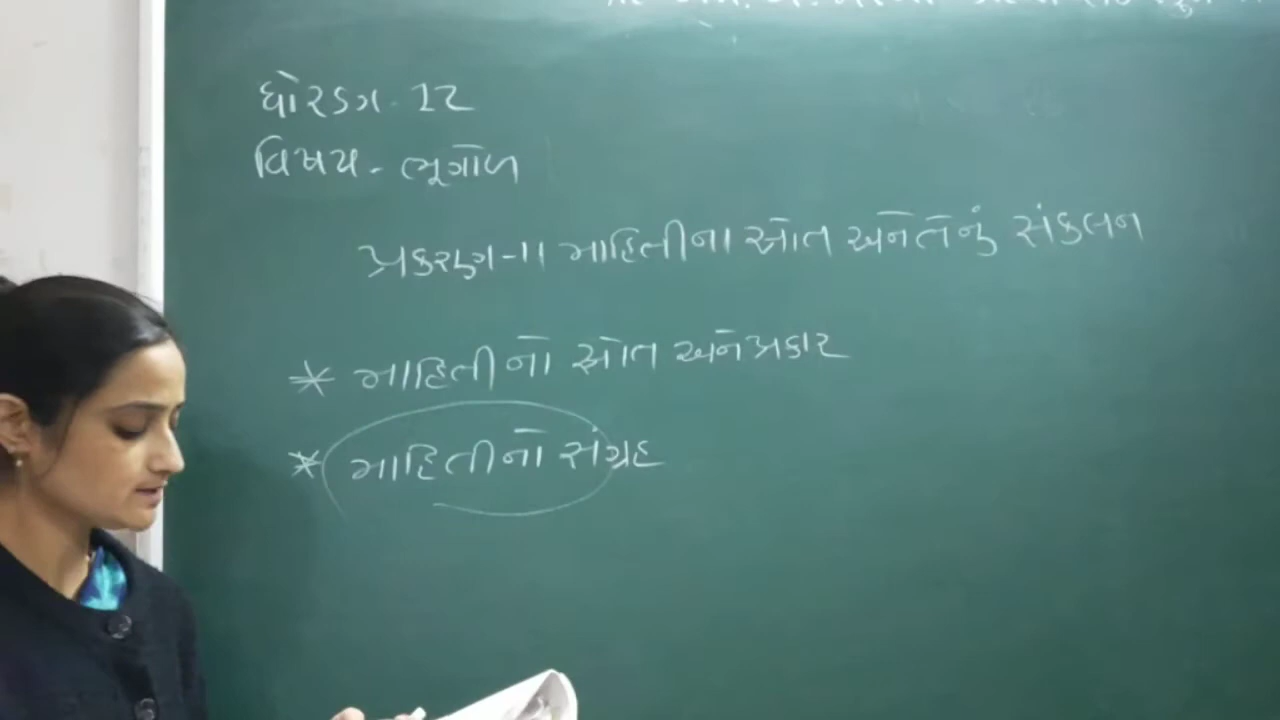 ધોરણ - 12
વિષય - ભૂગોળ
પ્રકરણ-11 માહિતીના સ્ત્રોત અને તેનું સંકલન
* માહિતીનો સ્ત્રોત અને પ્રકાર
* માહિતીનો સંગ્રહ